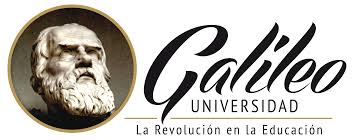 Galileo
UNIVERSIDAD
La Revolución en la Educación